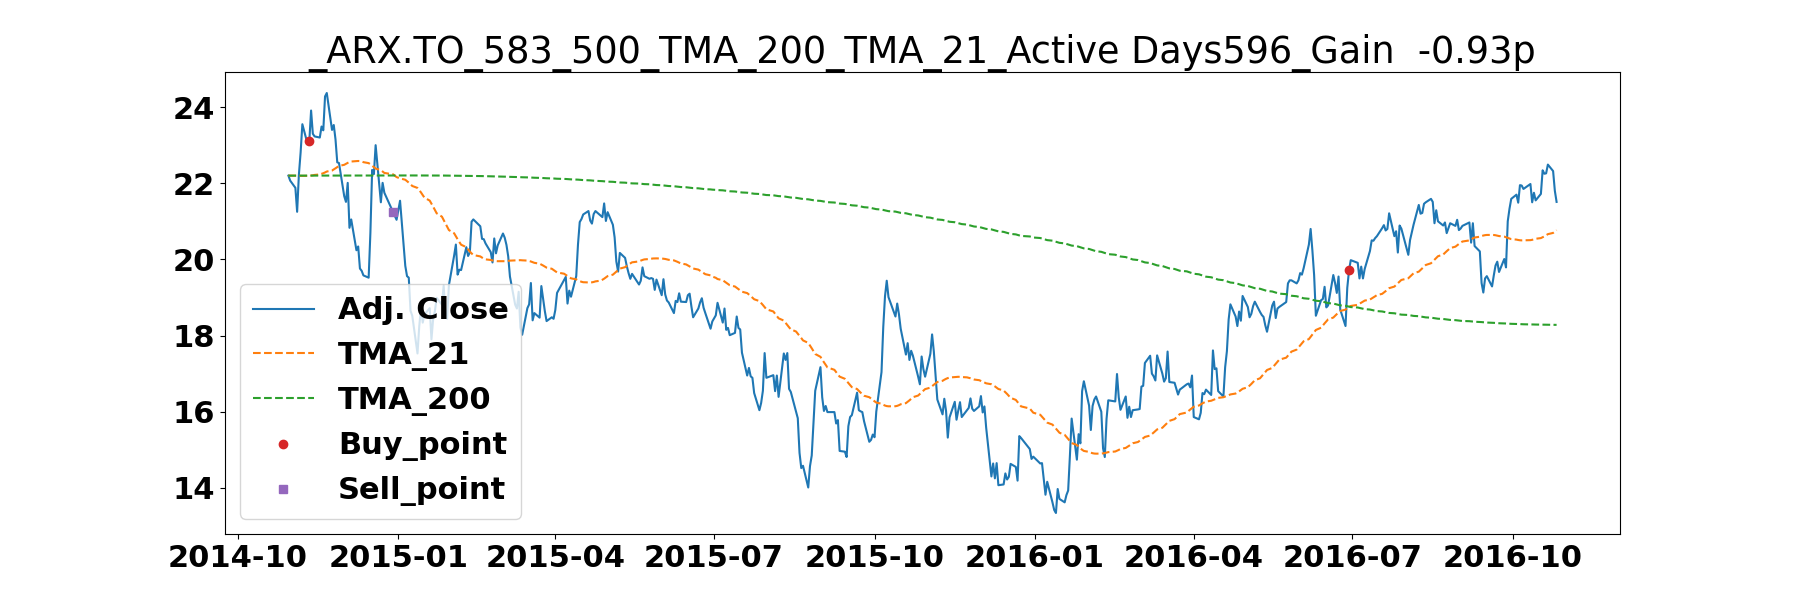 _ARX.TO_583_500_TMA_200_TMA_21_Active Days596_Gain  -0.93p
24
22
20
18
16
14
Adj. Close
TMA_21
TMA_200
Buy_point
Sell_point
2014-10 2015-01 2015-04 2015-07 2015-10 2016-01 2016-04 2016-07 2016-10